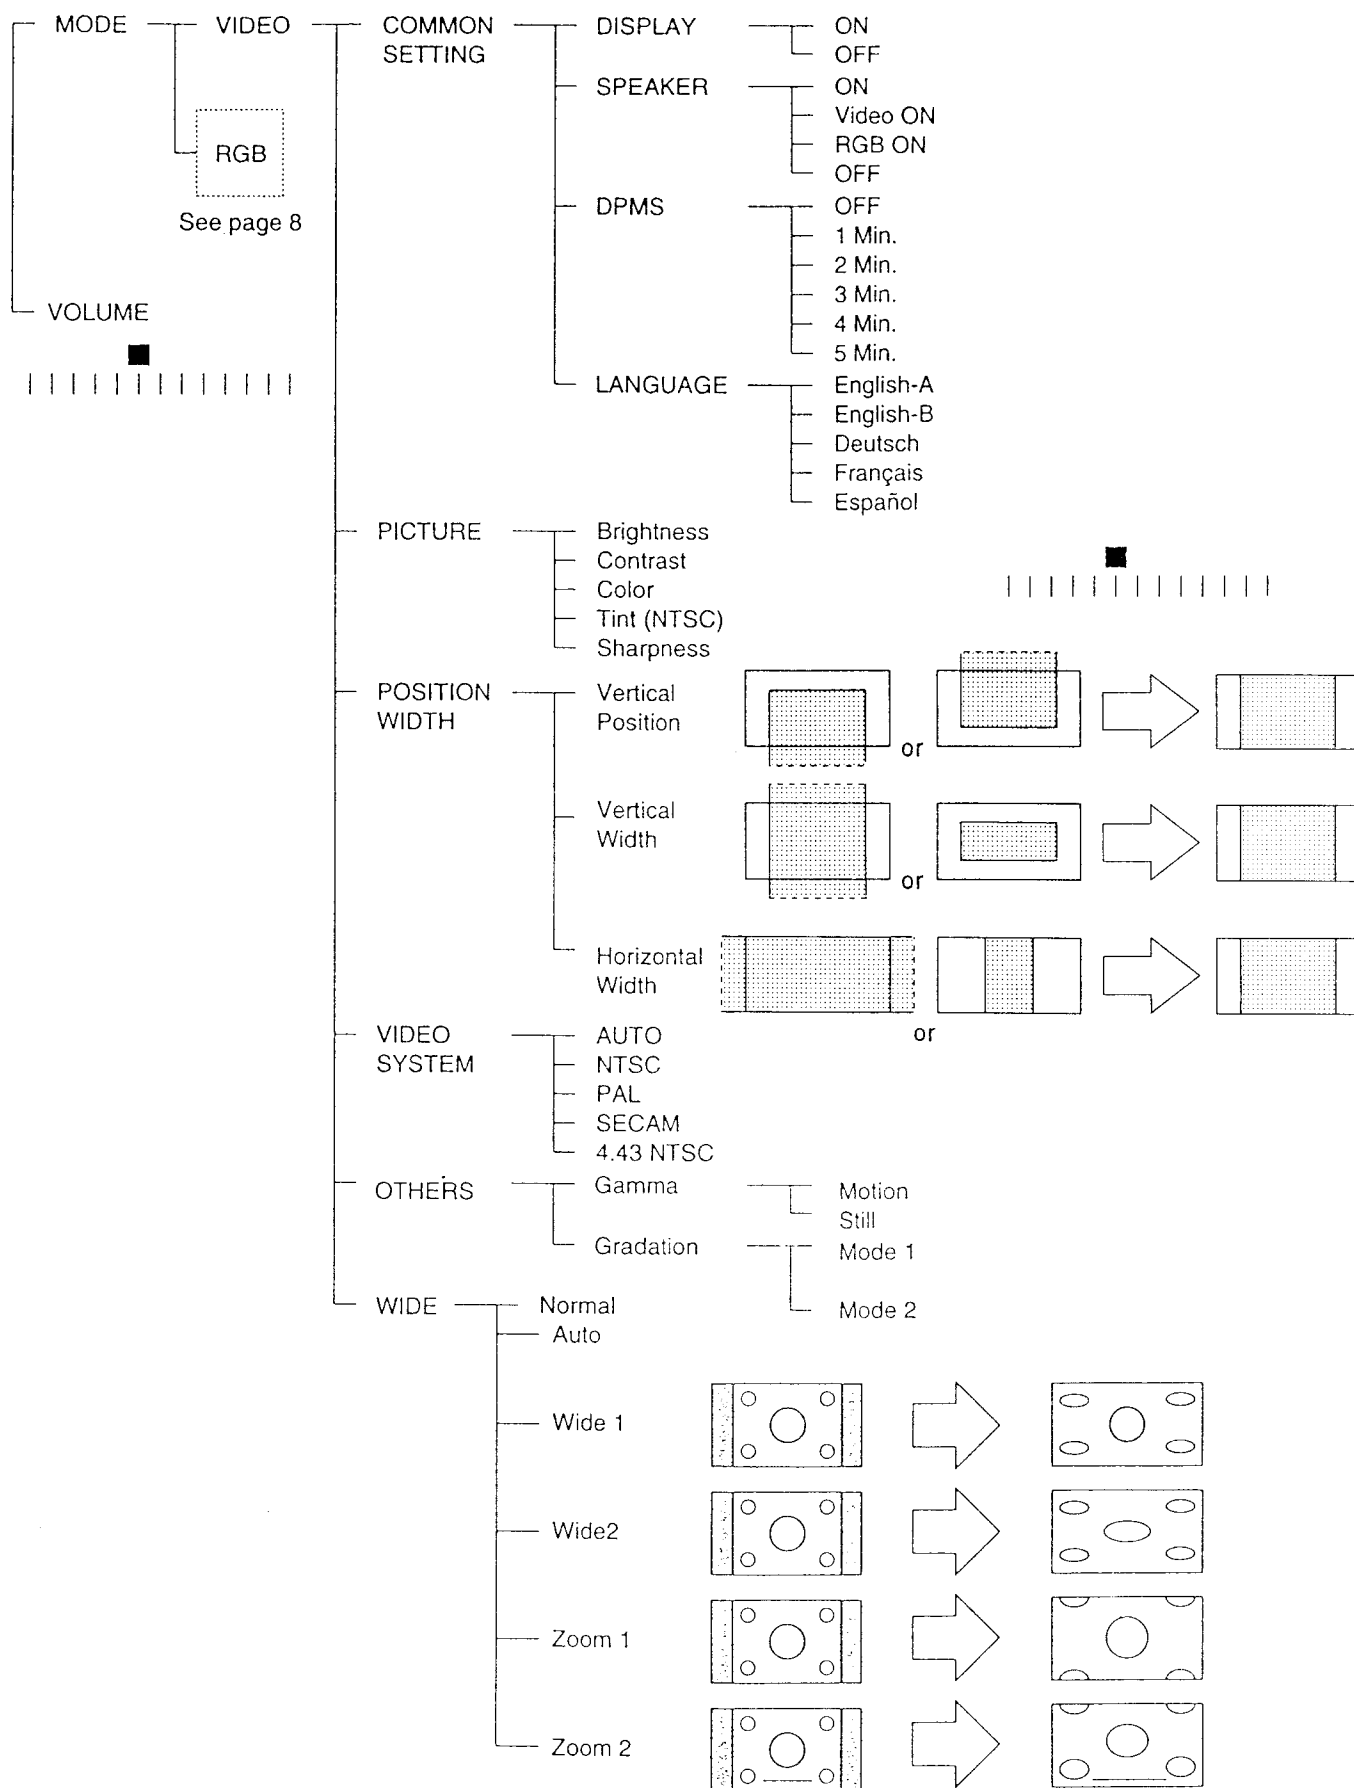 MODE
VIDEO
COMMON
SETTING
DISPLAY
ON
OFF
SPEAKER
ON
Video ON
RGB ON
OFF
RGB
See page 8
DPMS
OFF
1 Min.
2 Min.
3 Min.
4 Min.
5 Min.
VOLUME
LANGUAGE
English-A
English-B
Deutsch
Français
Español
PICTURE
Brightness
Contrast
Color
Tint (NTSC)
Sharpness
POSITION
WIDTH
Vertical
Position
or
Vertical
Width
or
Horizontal
Width
or
VIDEO
SYSTEM
AUTO
NTSC
PAL
SECAM
4.43 NTSC
OTHERS
Gamma
Motion
Still
Gradation
Mode 1
Mode 2
WIDE
Normal
Auto
Wide 1
Wide2
Zoom 1
Zoom 2